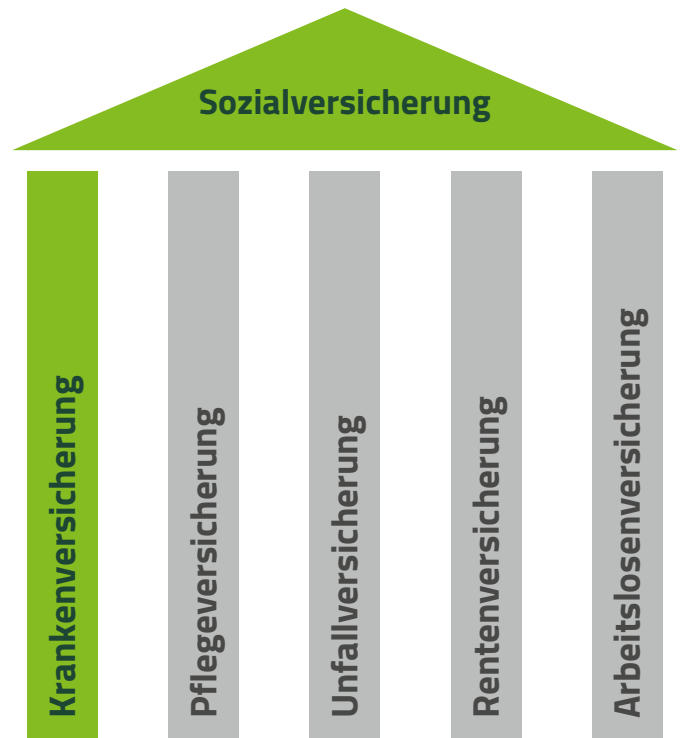 Sozialversicherung
Krankenversicherung
Pflegeversicherung
Unfallversicherung
Rentenversicherung
Arbeitslosenversicherung